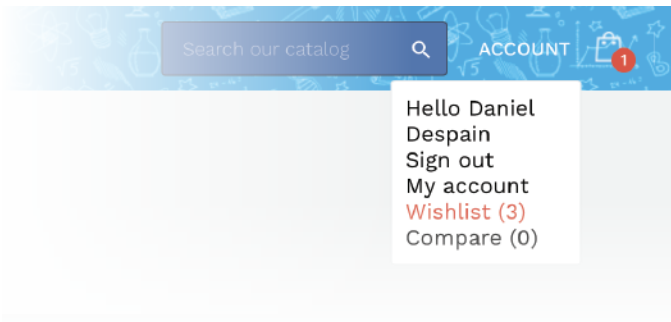 Search our catalog
ACCOUNT
1
Hello Daniel
Despain
Sign out
My account
Wishlist (3)
Compare (0)